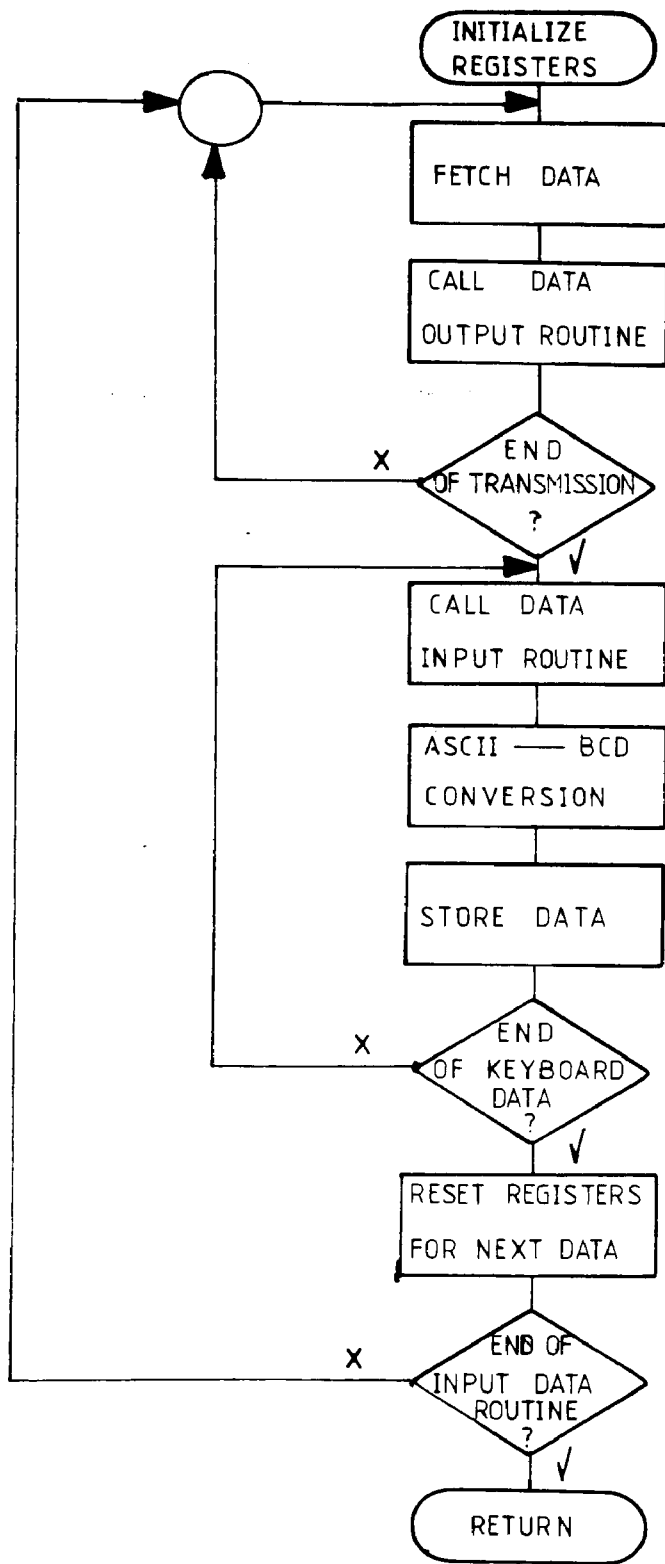 INITIALIZE
REGISTERS
FETCH DATA
CALL DATA
OUTPUT ROUTINE
X
END
OF TRANSMISSION
?
√
CALL DATA
INPUT ROUTINE
ASCII — BCD
CONVERSION
STORE DATA
X
END
OF KEYBOARD
DATA
?
√
RESET REGISTERS
FOR NEXT DATA
X
END OF
INPUT DATA
ROUTINE
?
√
RETURN